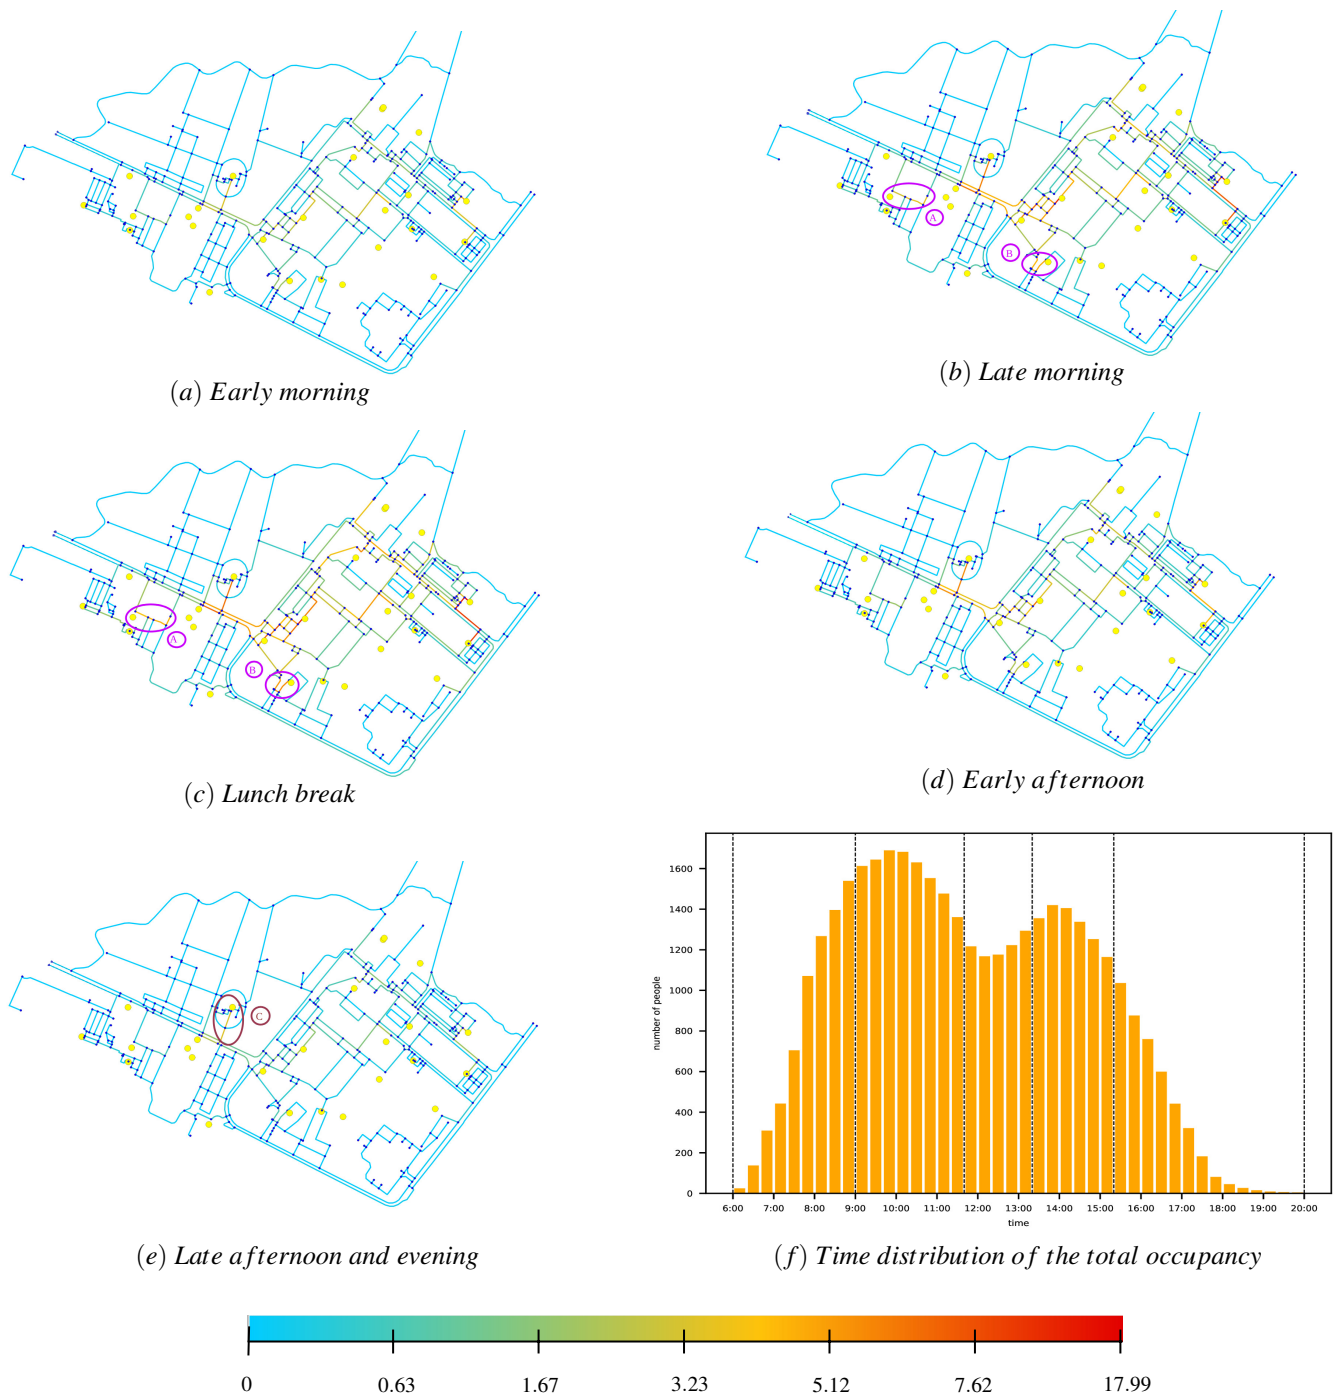 A
B
(a) Early morning
(b) Late morning
A
B
(c) Lunch break
(d) Early afternoon
C
(e) Late afternoon and evening
1600
1400
1200
1000
800
600
400
200
0
number of people
6:00 7:00 8:00 9:00 10:00 11:00 12:00 13:00 14:00 15:00 16:00 17:00 18:00 19:00 20:00
time
(f) Time distribution of the total occupancy
0 0.63 1.67 3.23 5.12 7.62 17.99